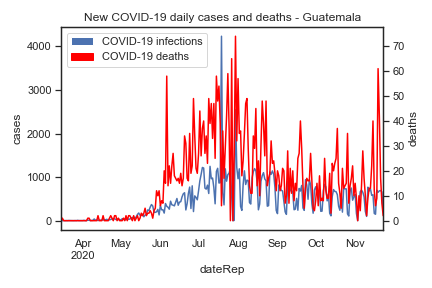 New COVID-19 daily cases and deaths - Guatemala
COVID-19 infections
COVID-19 deaths
cases
4000
3000
2000
1000
0
deaths
70
60
50
40
30
20
10
0
Apr May Jun Jul Aug Sep Oct Nov
2020
dateRep